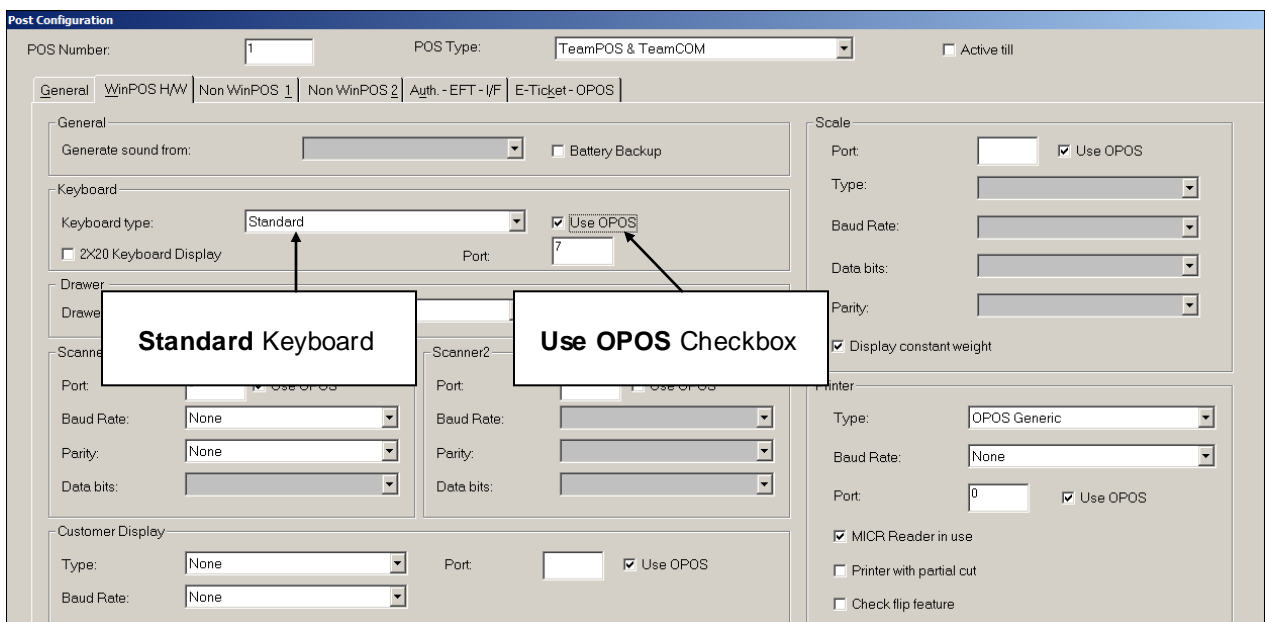 Post Configuration
POS Number: 1 POS Type: TeamPOS & TeamCOM Active till
General WinPOS H/W Non WinPOS 1 Non WinPOS 2 Auth. - EFT - I/F E-Ticket - OPOS
General
Generate sound from: Battery Backup
Keyboard
Keyboard type: Standard Use OPOS
2X20 Keyboard Display Port: 7
Drawer
Standard Keyboard
Use OPOS Checkbox
Scanner2
Port: Use OPOS Port: Use OPOS
Baud Rate: None Baud Rate:
Parity: None Parity:
Data bits: Data bits:
Customer Display
Type: None Port: Use OPOS
Baud Rate: None
Scale
Port: Use OPOS
Type:
Baud Rate:
Data bits:
Parity:
Display constant weight
Printer
Type: OPOS Generic
Baud Rate: None
Port: 0 Use OPOS
MICR Reader in use
Printer with partial cut
Check flip feature